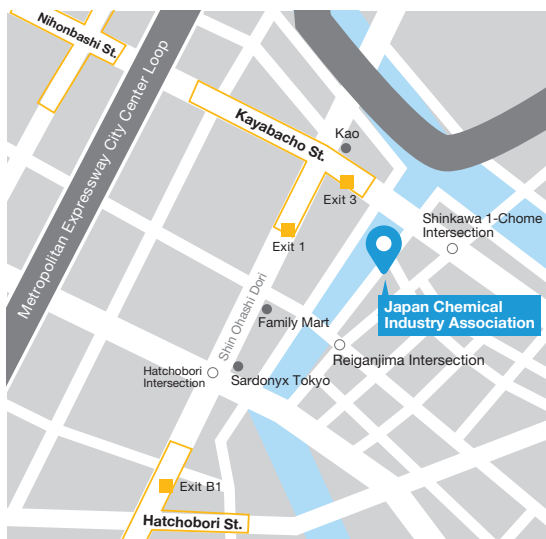 Nihonbashi St.
Metropolitan Expressway City Center Loop
Kayabacho St.
Kao
Exit 3
Shinkawa 1-Chome
Intersection
Exit 1
Japan Chemical
Industry Association
Shin Ohashi Dori
Family Mart
Reiganjima Intersection
Hatchobori
Intersection
Sardonyx Tokyo
Exit B1
Hatchobori St.